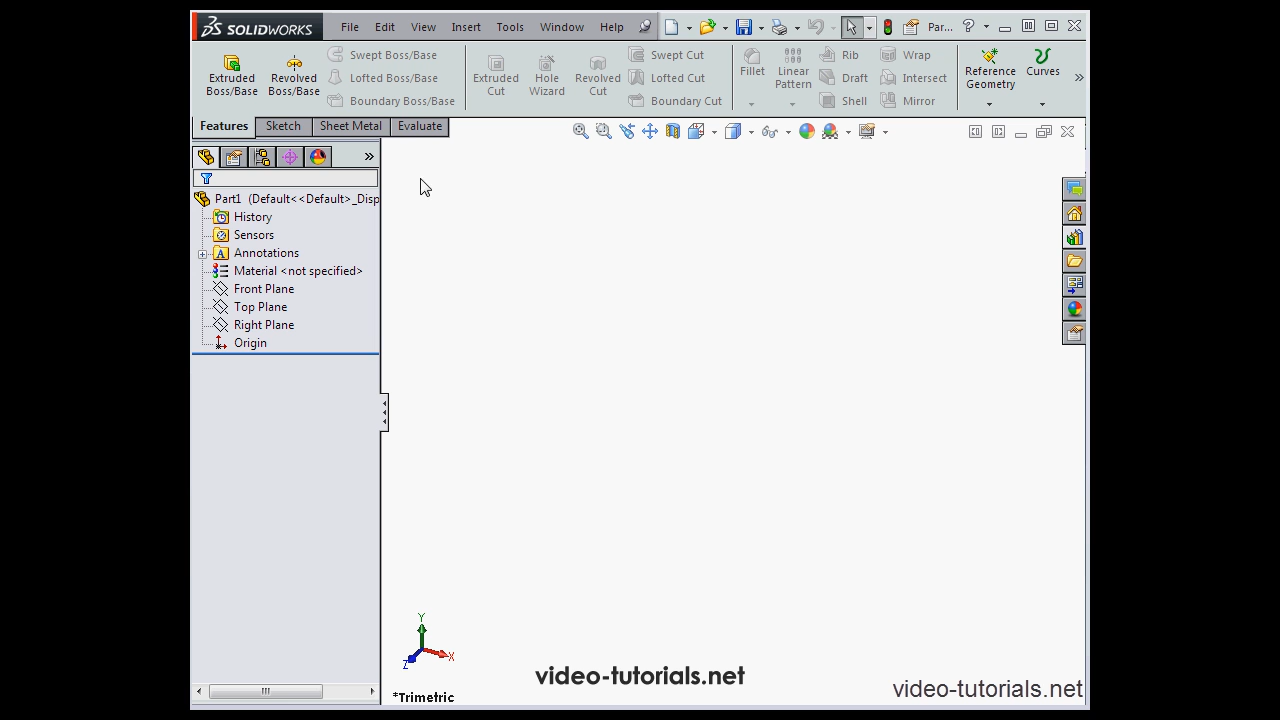 SOLIDWORKS File Edit View Insert Tools Window Help Par... ?
Extruded Boss/Base
Revolved Boss/Base
Swept Boss/Base
Lofted Boss/Base
Boundary Boss/Base
Extruded Cut
Hole Wizard
Revolved Cut
Swept Cut
Lofted Cut
Boundary Cut
Fillet
Linear Pattern
Rib
Draft
Shell
Wrap
Intersect
Mirror
Reference Geometry
Curves
Features Sketch Sheet Metal Evaluate
Part1 (Default<<Default>_Disp
History
Sensors
Annotations
Material <not specified>
Front Plane
Top Plane
Right Plane
Origin
Y
X
Z
*Trimetric
video-tutorials.net
video-tutorials.net